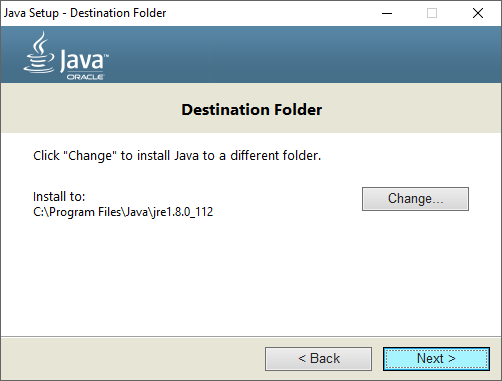 Java Setup - Destination Folder
Java™
ORACLE
Destination Folder
Click "Change" to install Java to a different folder.
Install to:
C:\Program Files\Java\jre1.8.0_112
Change...
< Back
Next >